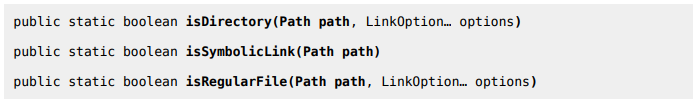 public static boolean isDirectory(Path path, LinkOption… options)
public static boolean isSymbolicLink(Path path)
public static boolean isRegularFile(Path path, LinkOption… options)